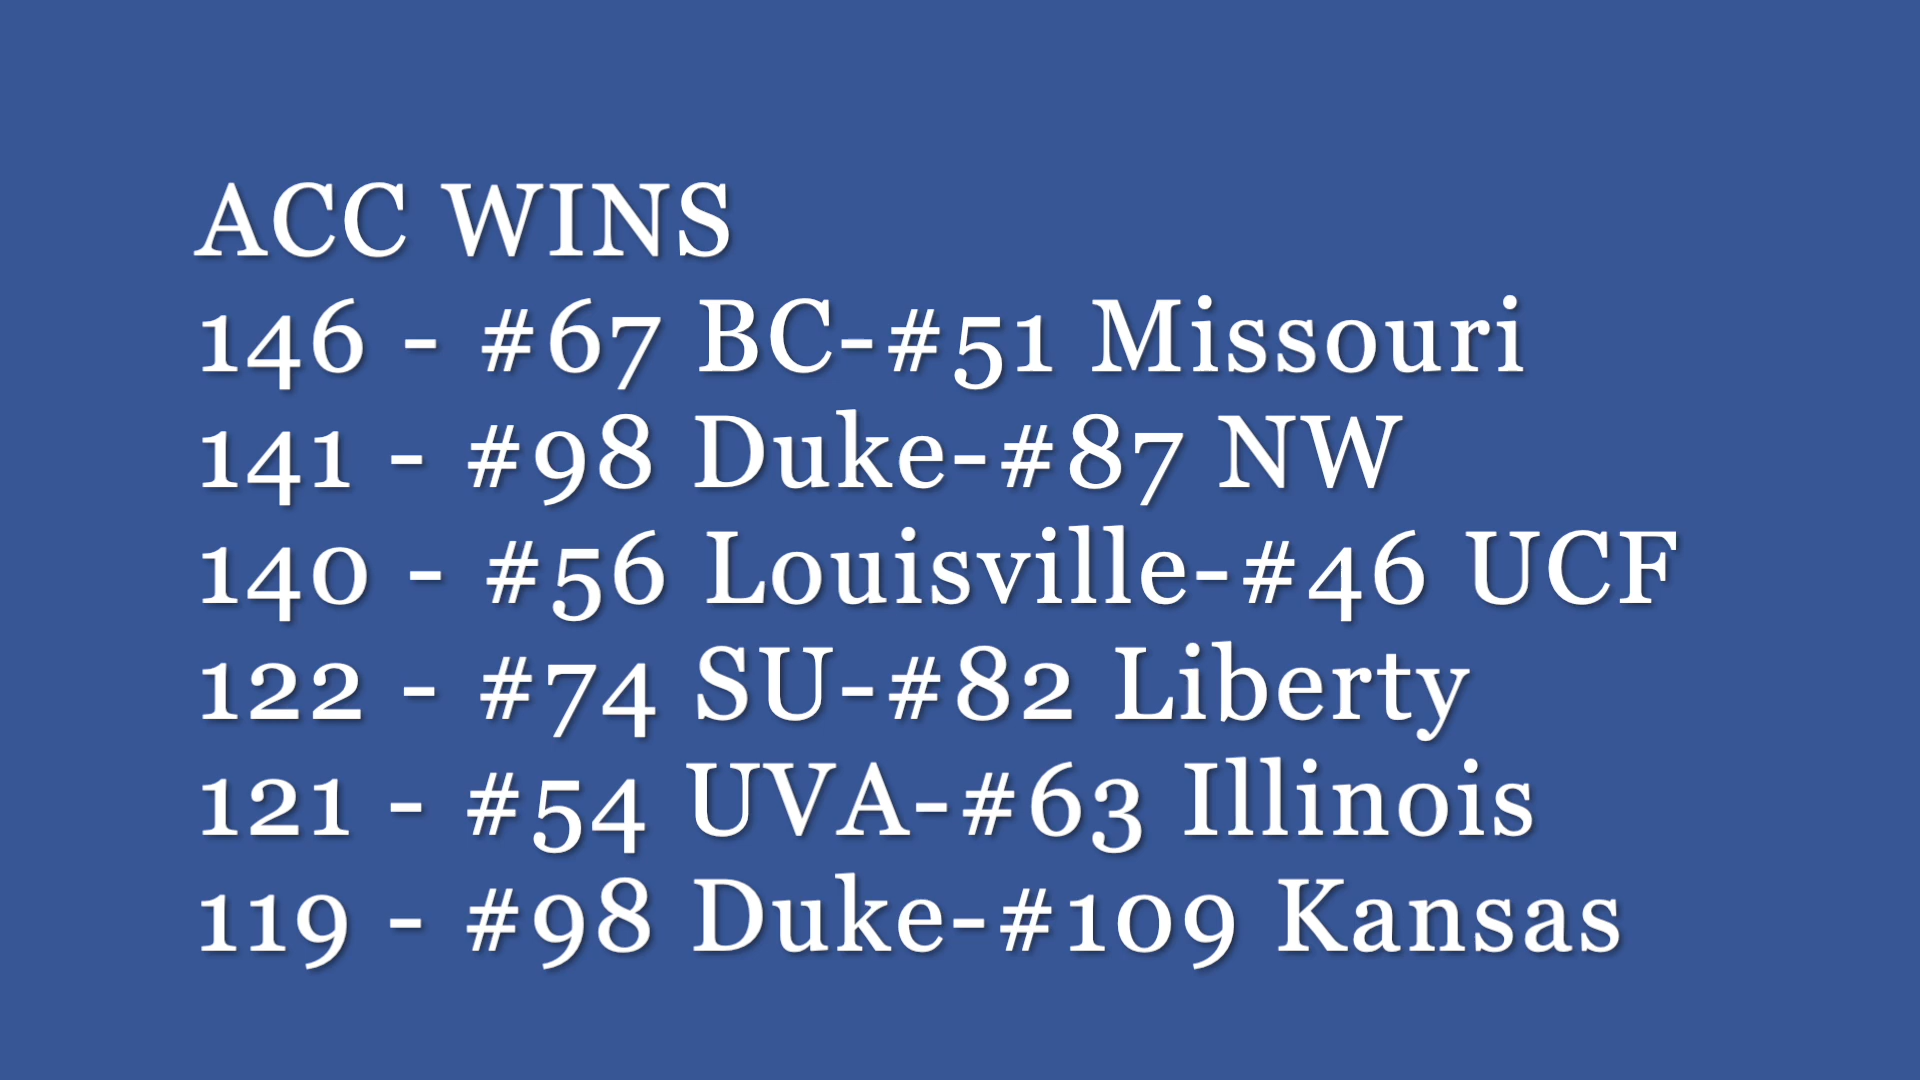 ACC WINS
146 - #67 BC-#51 Missouri
141 - #98 Duke-#87 NW
140 - #56 Louisville-#46 UCF
122 - #74 SU-#82 Liberty
121 - #54 UVA-#63 Illinois
119 - #98 Duke-#109 Kansas